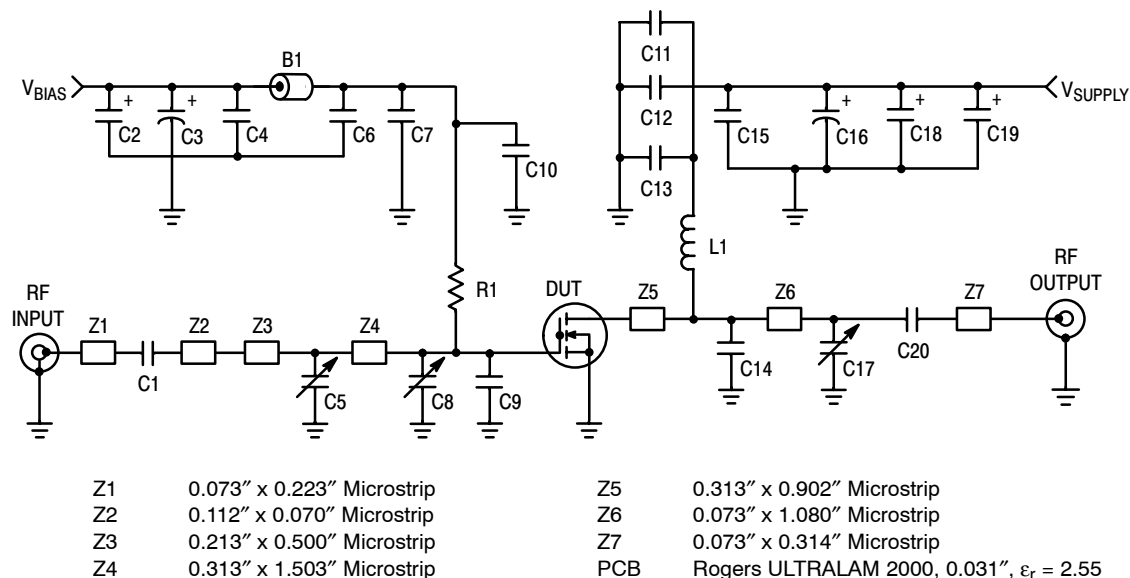 C11
B1
V_BIAS
V_SUPPLY
+ + + + +
C2 C3 C4 C6 C7
C12
C15 C16 C18 C19
C10
C13
L1
R1
RF
INPUT
DUT
RF
OUTPUT
Z1 Z2 Z3 Z4 Z5 Z6 Z7
C1 C5 C8 C9 C14 C17 C20
Z1 0.073″ x 0.223″ Microstrip
Z2 0.112″ x 0.070″ Microstrip
Z3 0.213″ x 0.500″ Microstrip
Z4 0.313″ x 1.503″ Microstrip
Z5 0.313″ x 0.902″ Microstrip
Z6 0.073″ x 1.080″ Microstrip
Z7 0.073″ x 0.314″ Microstrip
PCB Rogers ULTRALAM 2000, 0.031″, εr = 2.55